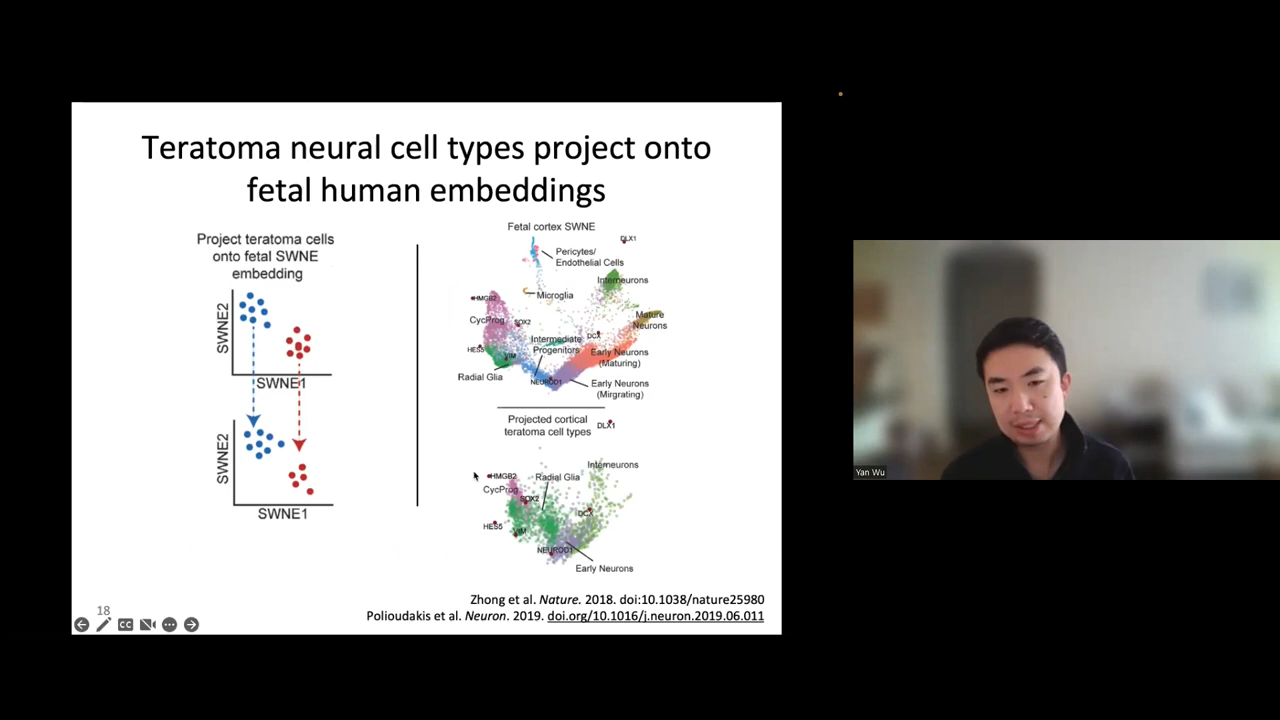 Teratoma neural cell types project onto
fetal human embeddings
Project teratoma cells
onto fetal SWNE
embedding
SWNE2
SWNE1
SWNE2
SWNE1
Fetal cortex SWNE
DLX1
Pericytes/
Endothelial Cells
Interneurons
Microglia
HMGB2
CycProg
SOX2
Mature
Neurons
DCX
Intermediate
Progenitors
HES5
VIM
Early Neurons
(Maturing)
Radial Glia
NEUROD1
Early Neurons
(Mirgrating)
Projected cortical
teratoma cell types
DLX1
Interneurons
HMGB2
Radial Glia
CycProg
SOX2
DCX
HES5
VIM
NEUROD1
Early Neurons
Zhong et al. Nature. 2018. doi:10.1038/nature25980
Polioudakis et al. Neuron. 2019. doi.org/10.1016/j.neuron.2019.06.011
18
CC
Yan Wu